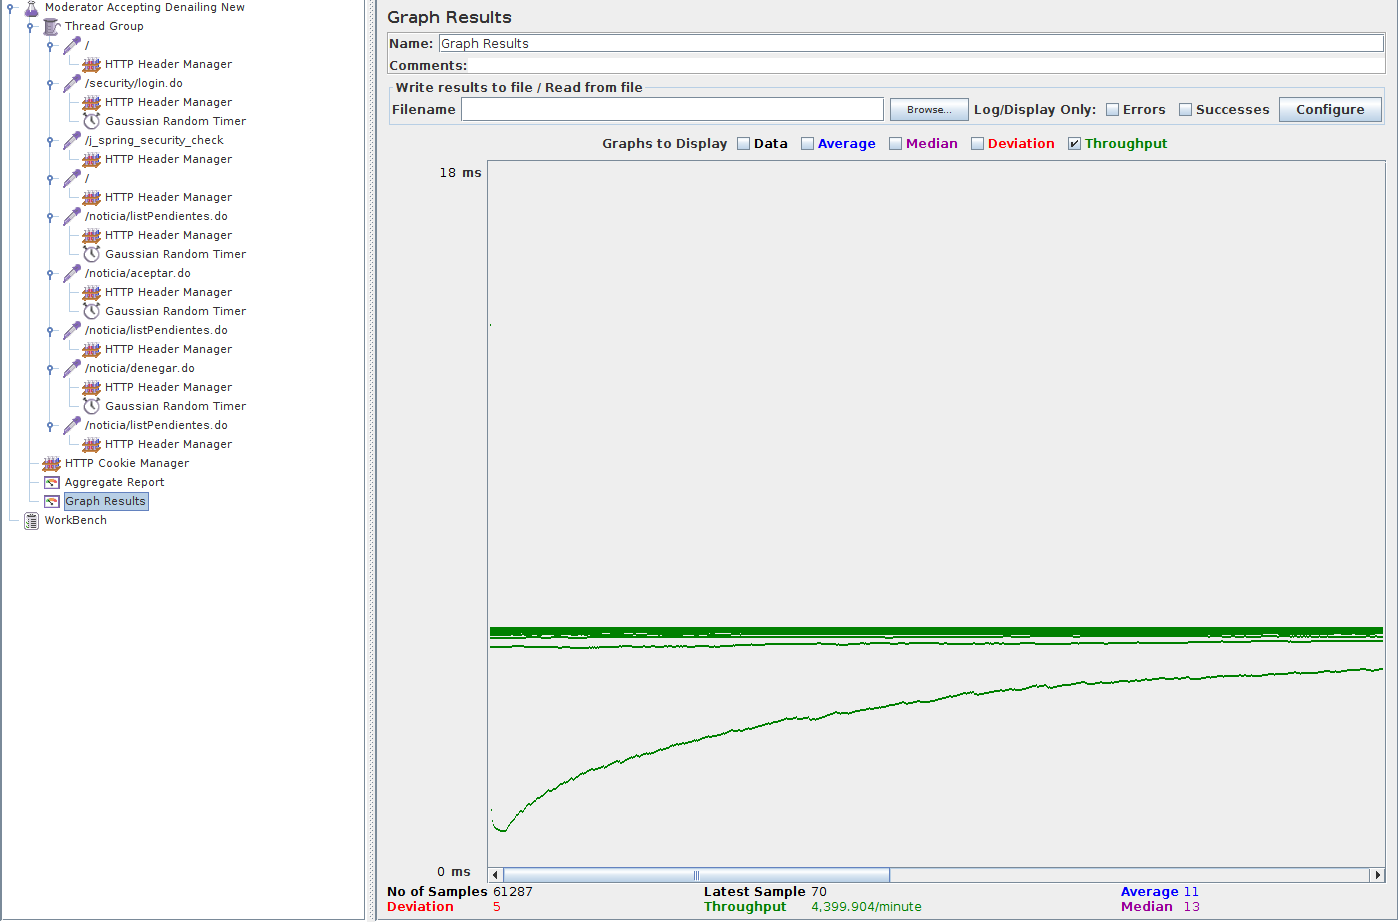 Moderator Accepting Denailing New
Thread Group
/
HTTP Header Manager
/security/login.do
HTTP Header Manager
Gaussian Random Timer
/j_spring_security_check
HTTP Header Manager
/
HTTP Header Manager
/noticia/listPendientes.do
HTTP Header Manager
Gaussian Random Timer
/noticia/aceptar.do
HTTP Header Manager
Gaussian Random Timer
/noticia/listPendientes.do
HTTP Header Manager
/noticia/denegar.do
HTTP Header Manager
Gaussian Random Timer
/noticia/listPendientes.do
HTTP Header Manager
HTTP Cookie Manager
Aggregate Report
Graph Results
WorkBench
Graph Results
Name: Graph Results
Comments:
Write results to file / Read from file
Filename Browse... Log/Display Only: Errors Successes Configure
Graphs to Display Data Average Median Deviation Throughput
18 ms
0 ms
No of Samples 61287 Latest Sample 70 Average 11
Deviation 5 Throughput 4,399.904/minute Median 13